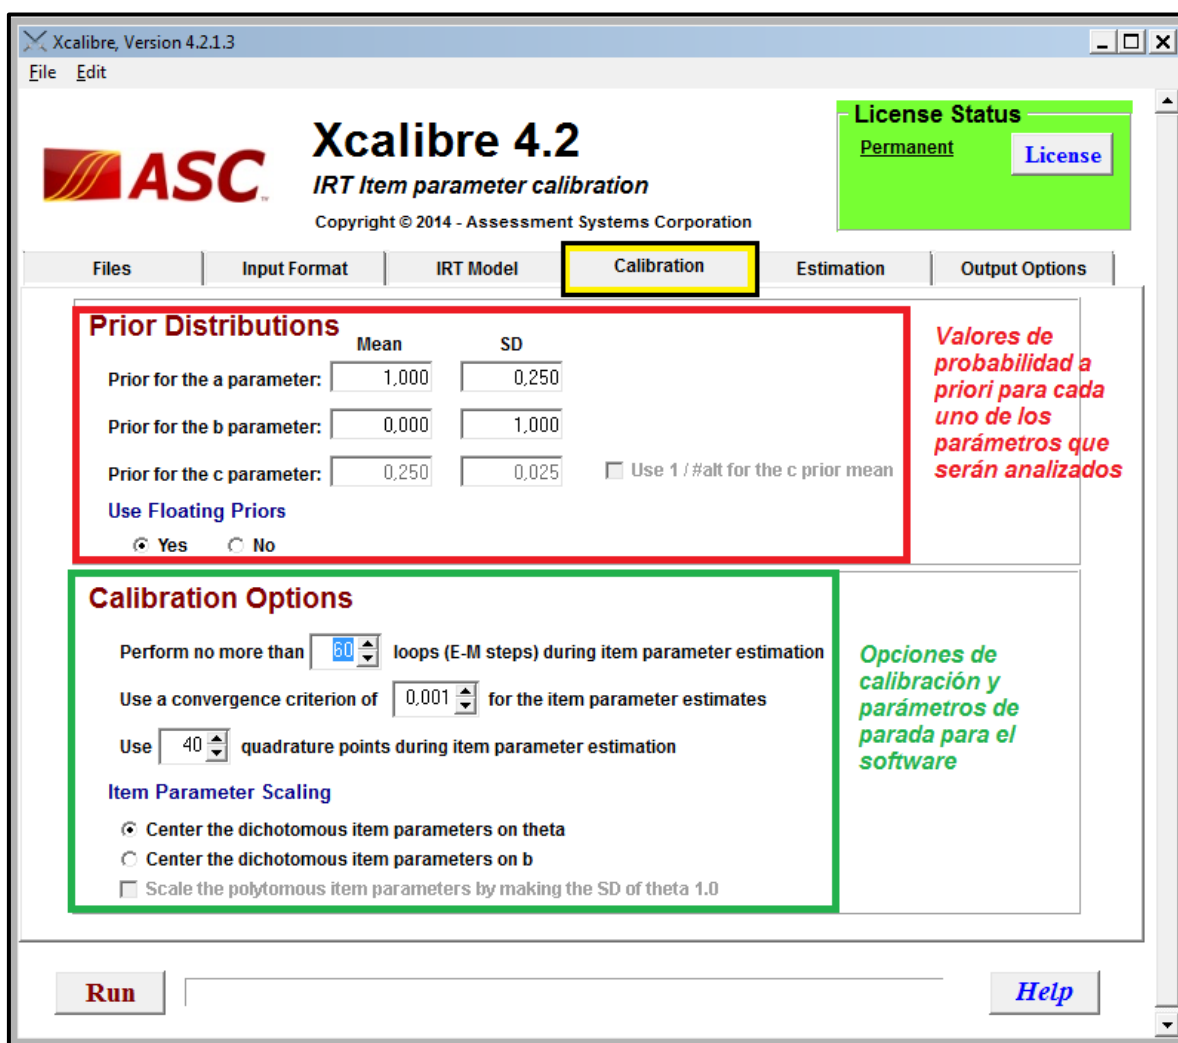 Xcalibre, Version 4.2.1.3
File Edit
ASC
Xcalibre 4.2
IRT Item parameter calibration
Copyright © 2014 - Assessment Systems Corporation
License Status
Permanent
License
Files Input Format IRT Model Calibration Estimation Output Options
Prior Distributions
Mean SD
Prior for the a parameter: 1,000 0,250
Prior for the b parameter: 0,000 1,000
Prior for the c parameter: 0,250 0,025 Use 1 / #alt for the c prior mean
Use Floating Priors
Yes No
Valores de
probabilidad a
priori para cada
uno de los
parámetros que
serán analizados
Calibration Options
Perform no more than 60 loops (E-M steps) during item parameter estimation
Use a convergence criterion of 0,001 for the item parameter estimates
Use 40 quadrature points during item parameter estimation
Item Parameter Scaling
Center the dichotomous item parameters on theta
Center the dichotomous item parameters on b
Scale the polytomous item parameters by making the SD of theta 1.0
Opciones de
calibración y
parámetros de
parada para el
software
Run
Help